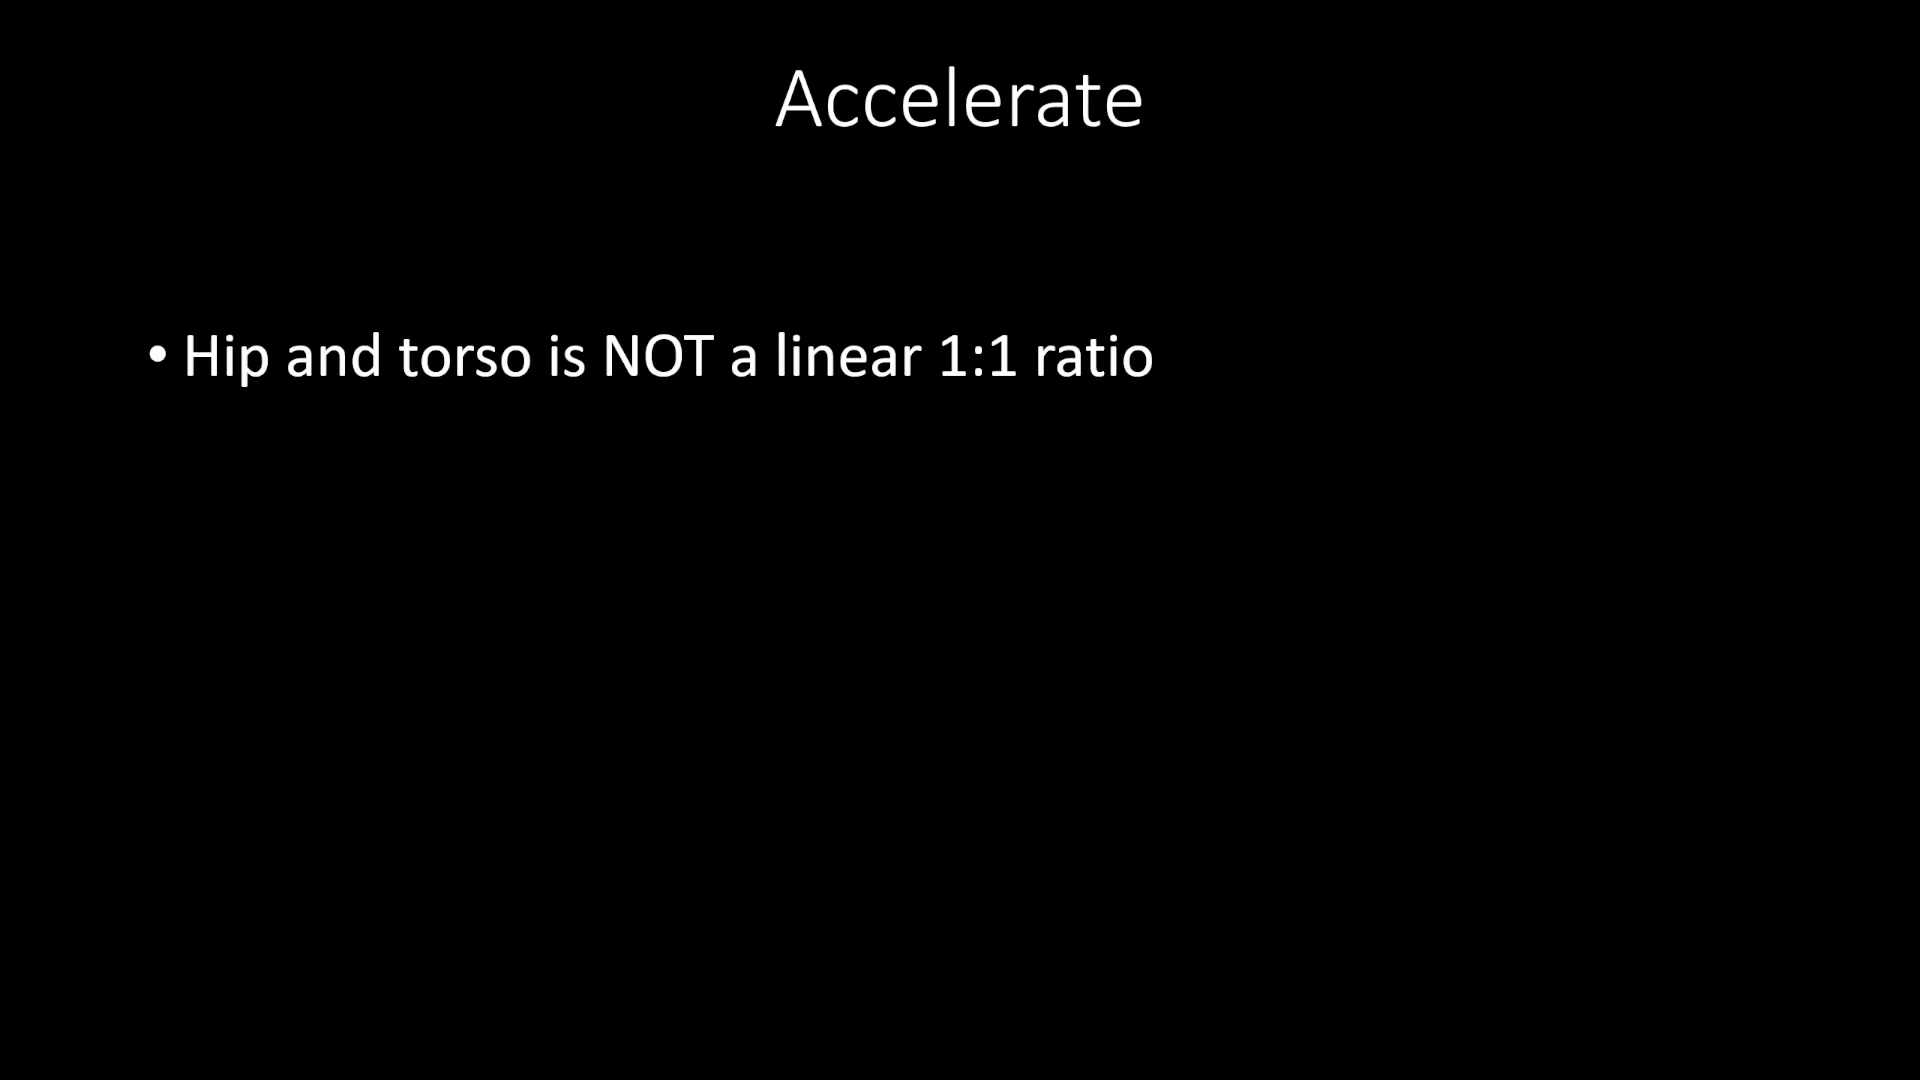 Accelerate
• Hip and torso is NOT a linear 1:1 ratio